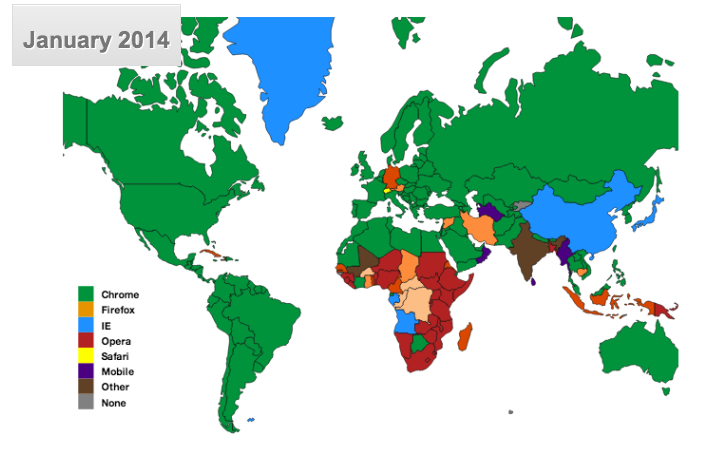 January 2014
Chrome
Firefox
IE
Opera
Safari
Mobile
Other
None